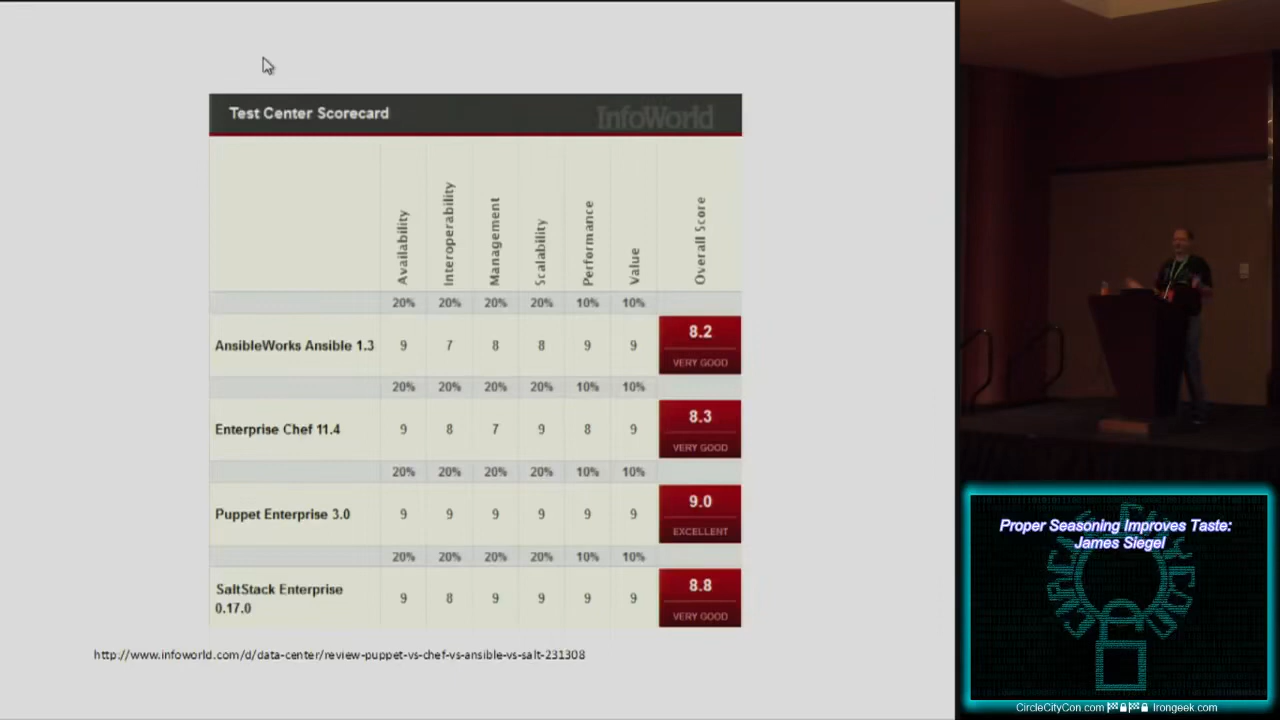 Test Center Scorecard
InfoWorld
Availability
Interoperability
Management
Scalability
Performance
Value
Overall Score
20% 20% 20% 20% 10% 10%
AnsibleWorks Ansible 1.3 9 7 8 8 9 9 8.2
VERY GOOD
20% 20% 20% 20% 10% 10%
Enterprise Chef 11.4 9 8 7 9 8 9 8.3
VERY GOOD
20% 20% 20% 20% 10% 10%
Puppet Enterprise 3.0 9 9 9 9 9 9 9.0
EXCELLENT
20% 20% 20% 20% 10% 10%
SaltStack Enterprise
0.17.0 9 8 9 9 9 9 8.8
VERY GOOD
http://www.infoworld.com/d/data-center/review-puppet-vs-chef-vs-ansible-vs-salt-231308
Proper Seasoning Improves Taste:
James Siegel
CircleCityCon.com Irongeek.com